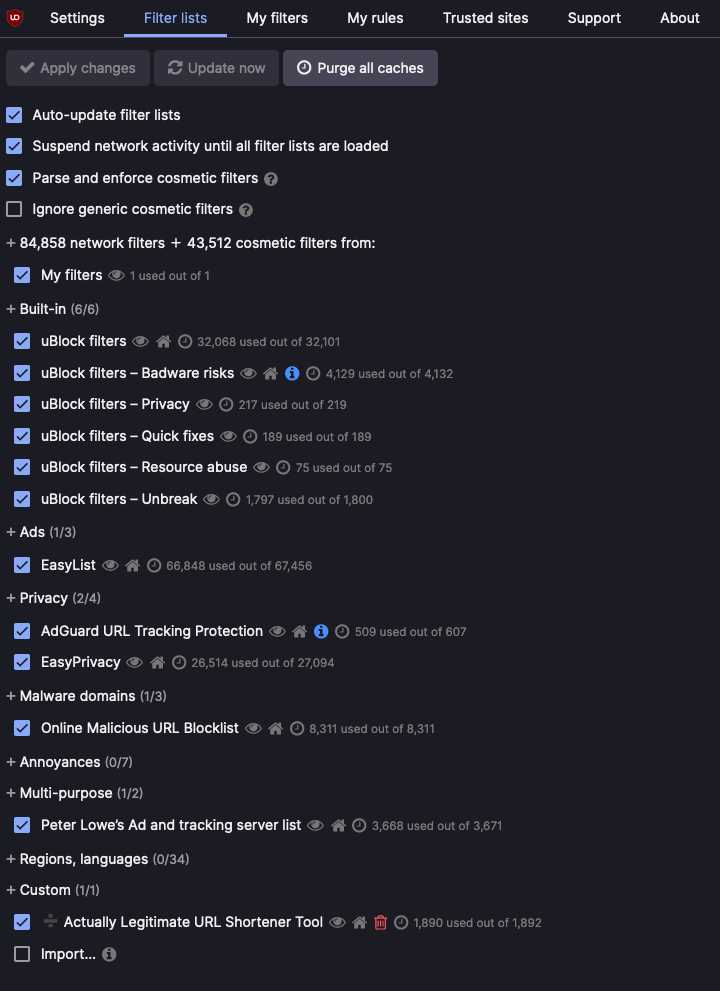 Settings Filter lists My filters My rules Trusted sites Support About
Apply changes Update now Purge all caches
Auto-update filter lists
Suspend network activity until all filter lists are loaded
Parse and enforce cosmetic filters ?
Ignore generic cosmetic filters ?
+ 84,858 network filters + 43,512 cosmetic filters from:
My filters 1 used out of 1
+ Built-in (6/6)
uBlock filters 32,068 used out of 32,101
uBlock filters – Badware risks i 4,129 used out of 4,132
uBlock filters – Privacy 217 used out of 219
uBlock filters – Quick fixes 189 used out of 189
uBlock filters – Resource abuse 75 used out of 75
uBlock filters – Unbreak 1,797 used out of 1,800
+ Ads (1/3)
EasyList 66,848 used out of 67,456
+ Privacy (2/4)
AdGuard URL Tracking Protection i 509 used out of 607
EasyPrivacy 26,514 used out of 27,094
+ Malware domains (1/3)
Online Malicious URL Blocklist 8,311 used out of 8,311
+ Annoyances (0/7)
+ Multi-purpose (1/2)
Peter Lowe’s Ad and tracking server list 3,668 used out of 3,671
+ Regions, languages (0/34)
+ Custom (1/1)
Actually Legitimate URL Shortener Tool 1,890 used out of 1,892
Import... i